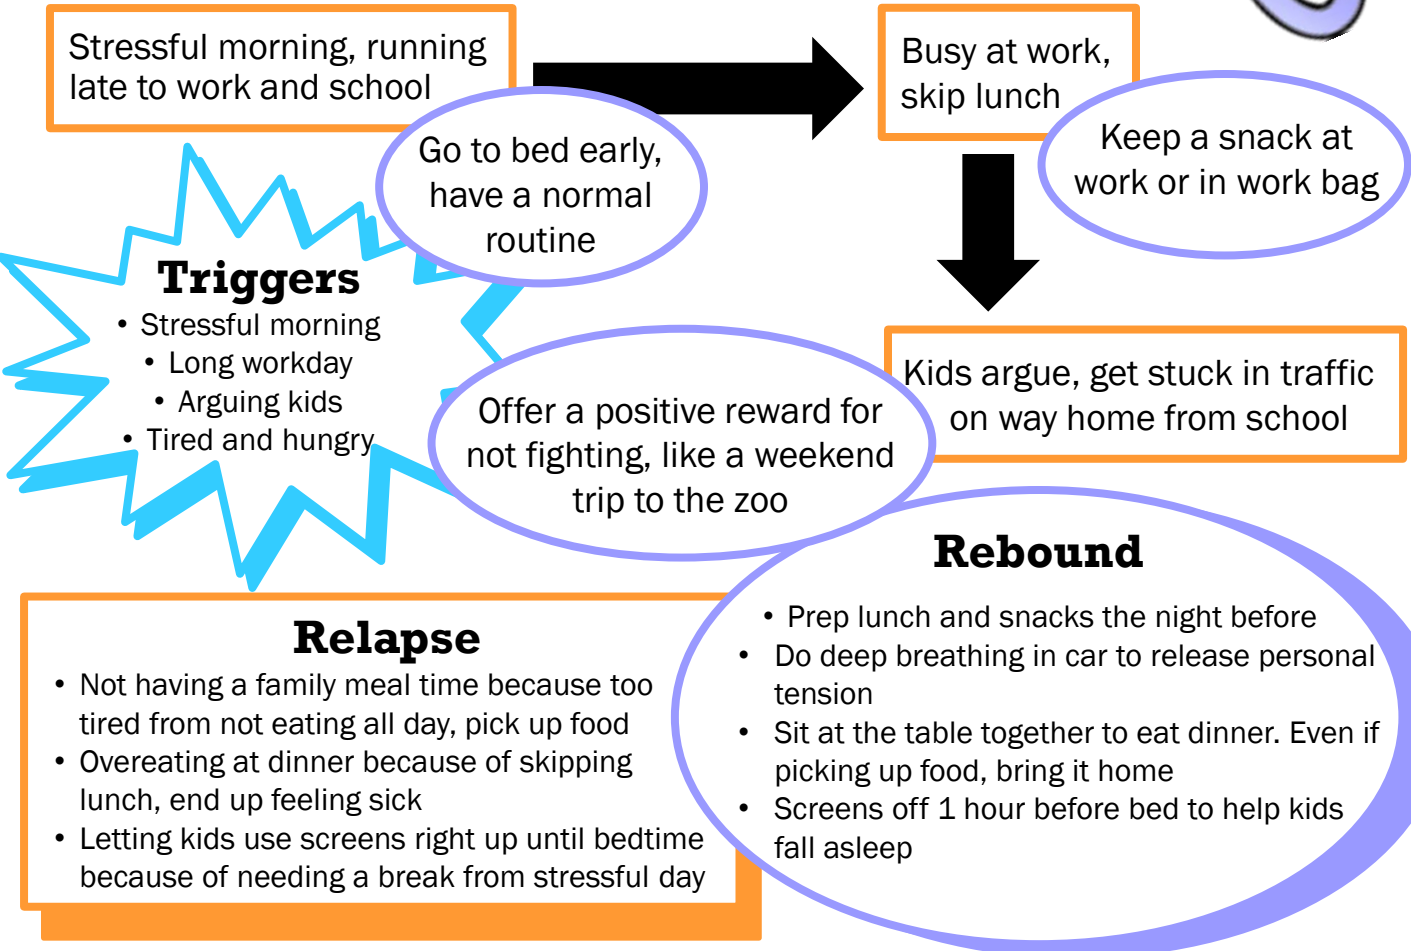 Stressful morning, running
late to work and school
Busy at work,
skip lunch
Go to bed early,
have a normal
routine
Keep a snack at
work or in work bag
Triggers
• Stressful morning
• Long workday
• Arguing kids
• Tired and hungry
Kids argue, get stuck in traffic
on way home from school
Offer a positive reward for
not fighting, like a weekend
trip to the zoo
Relapse
• Not having a family meal time because too
tired from not eating all day, pick up food
• Overeating at dinner because of skipping
lunch, end up feeling sick
• Letting kids use screens right up until bedtime
because of needing a break from stressful day
Rebound
• Prep lunch and snacks the night before
• Do deep breathing in car to release personal
tension
• Sit at the table together to eat dinner. Even if
picking up food, bring it home
• Screens off 1 hour before bed to help kids
fall asleep